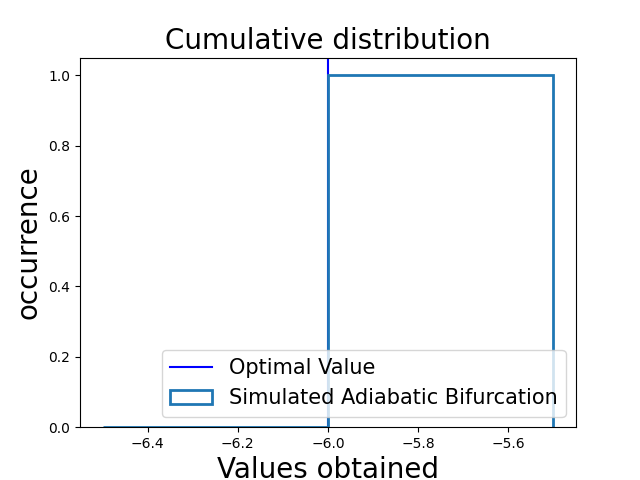 Cumulative distribution
occurrence
1.0
0.8
0.6
0.4
0.2
0.0
Optimal Value
Simulated Adiabatic Bifurcation
−6.4 −6.2 −6.0 −5.8 −5.6
Values obtained